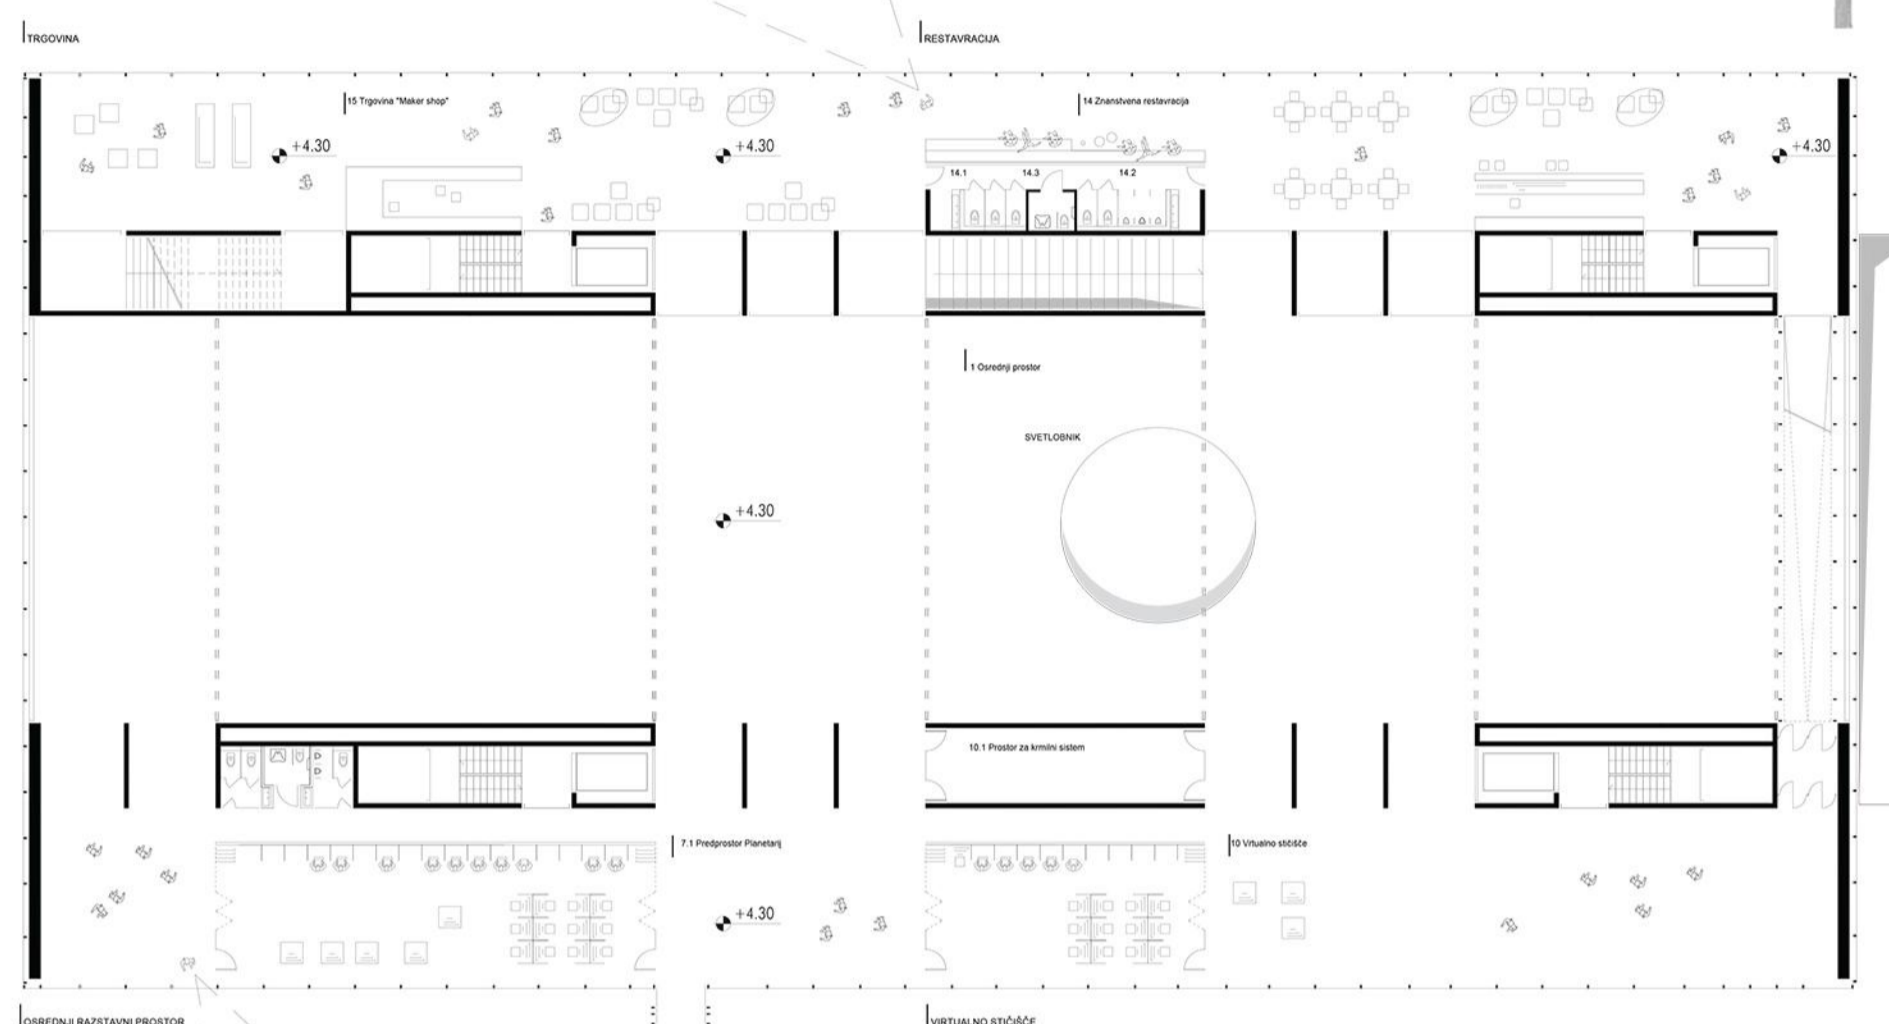 TRGOVINA
RESTAVRACIJA
15 Trgovina "Maker shop"
14 Znanstvena restavracija
+4.30
+4.30
+4.30
14.1
14.3
14.2
1 Osrednji prostor
SVETLOBNIK
+4.30
10.1 Prostor za krmilni sistem
7.1 Predprostor Planetarij
10 Virtualno stičišče
+4.30
OSREDNJI RAZSTAVNI PROSTOR
VIRTUALNO STIČIŠČE